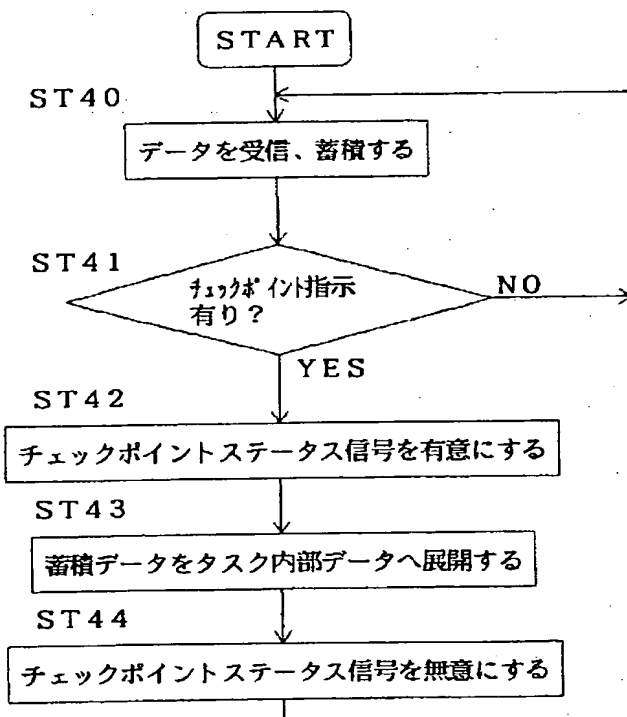 START
ST40
データを受信、蓄積する
ST41
チェックポイント指示
有り？
NO
YES
ST42
チェックポイントステータス信号を有意にする
ST43
蓄積データをタスク内部データへ展開する
ST44
チェックポイントステータス信号を無意にする